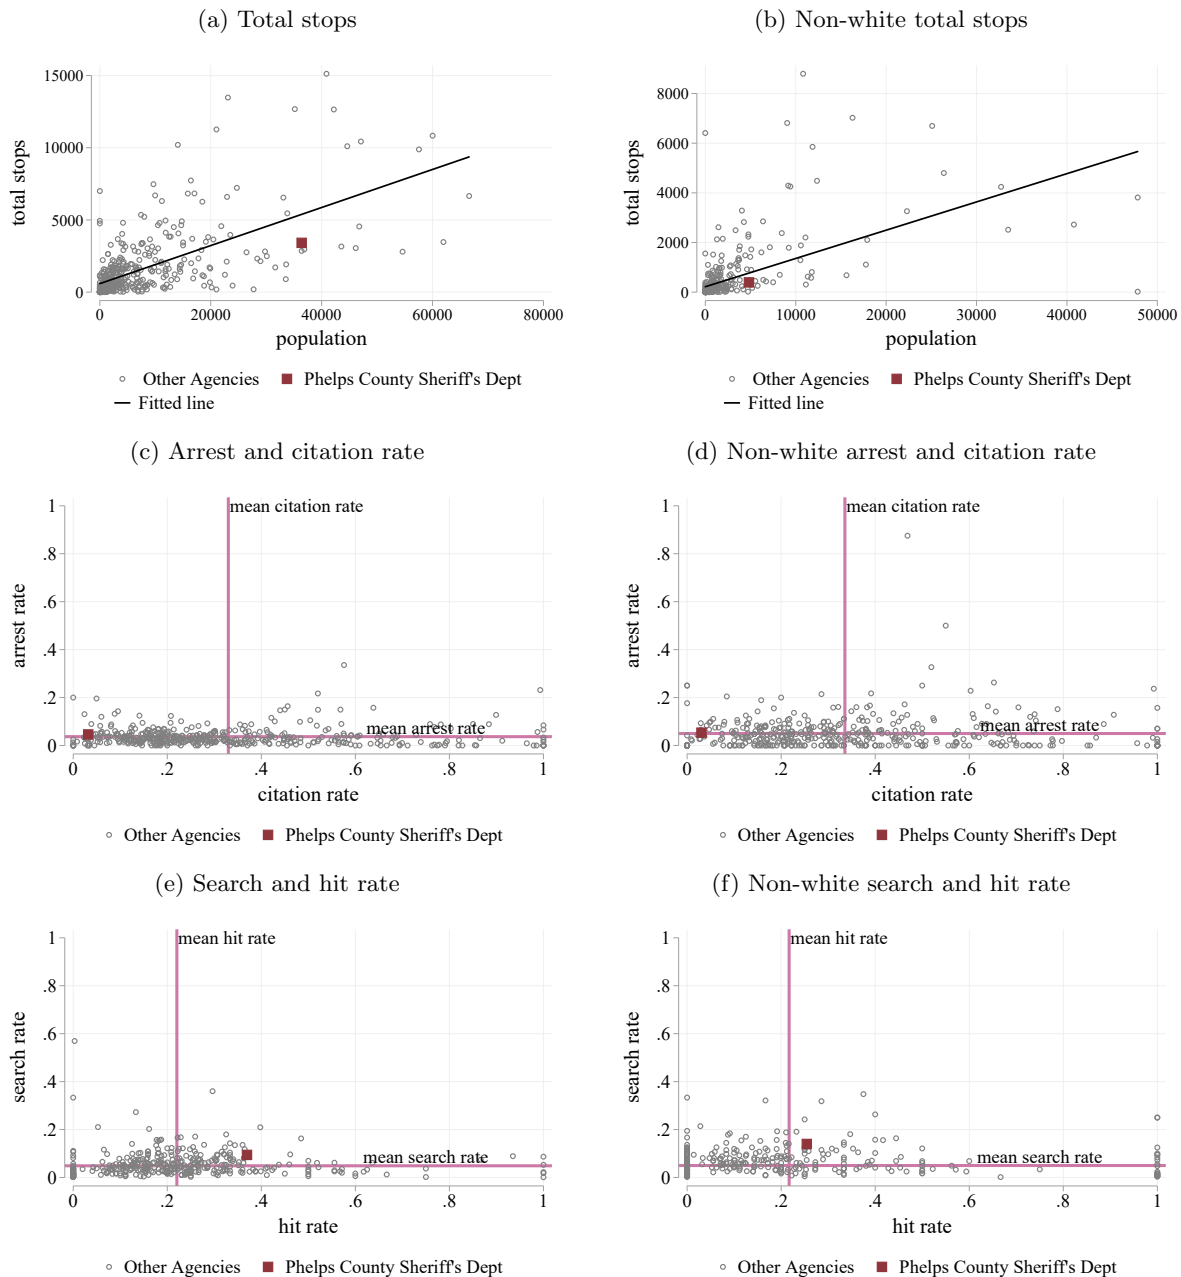 (a) Total stops
(b) Non-white total stops
total stops
15000
10000
5000
0
0 20000 40000 60000 80000
population
Other Agencies Phelps County Sheriff's Dept
Fitted line
total stops
8000
6000
4000
2000
0
0 10000 20000 30000 40000 50000
population
Other Agencies Phelps County Sheriff's Dept
Fitted line
(c) Arrest and citation rate
(d) Non-white arrest and citation rate
arrest rate
1
.8
.6
.4
.2
0
mean citation rate
mean arrest rate
0 .2 .4 .6 .8 1
citation rate
Other Agencies Phelps County Sheriff's Dept
arrest rate
1
.8
.6
.4
.2
0
mean citation rate
mean arrest rate
0 .2 .4 .6 .8 1
citation rate
Other Agencies Phelps County Sheriff's Dept
(e) Search and hit rate
(f) Non-white search and hit rate
search rate
1
.8
.6
.4
.2
0
mean hit rate
mean search rate
0 .2 .4 .6 .8 1
hit rate
Other Agencies Phelps County Sheriff's Dept
search rate
1
.8
.6
.4
.2
0
mean hit rate
mean search rate
0 .2 .4 .6 .8 1
hit rate
Other Agencies Phelps County Sheriff's Dept